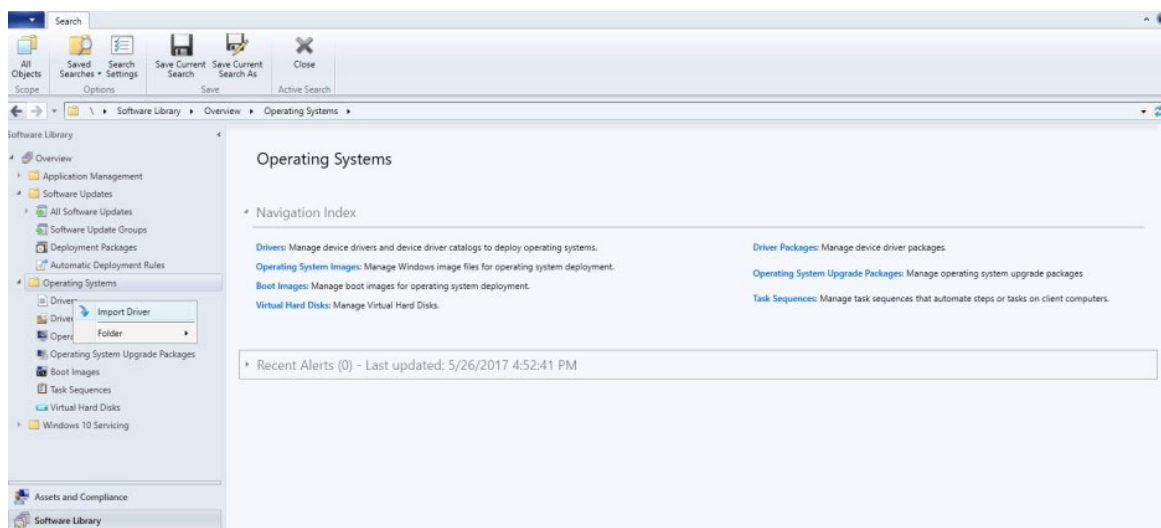 Search
All Objects
Saved Searches
Search Settings
Save Current Search
Save Current Search As
Close
Scope
Options
Save
Active Search
\ Software Library Overview Operating Systems
Software Library
Overview
Application Management
Software Updates
All Software Updates
Software Update Groups
Deployment Packages
Automatic Deployment Rules
Operating Systems
Drivers
Import Driver
Folder
Operating System Upgrade Packages
Boot Images
Task Sequences
Virtual Hard Disks
Windows 10 Servicing
Assets and Compliance
Software Library
Operating Systems
Navigation Index
Drivers: Manage device drivers and device driver catalogs to deploy operating systems.
Operating System Images: Manage Windows image files for operating system deployment.
Boot Images: Manage boot images for operating system deployment.
Virtual Hard Disks: Manage Virtual Hard Disks.
Driver Packages: Manage device driver packages.
Operating System Upgrade Packages: Manage operating system upgrade packages
Task Sequences: Manage task sequences that automate steps or tasks on client computers.
Recent Alerts (0) - Last updated: 5/26/2017 4:52:41 PM